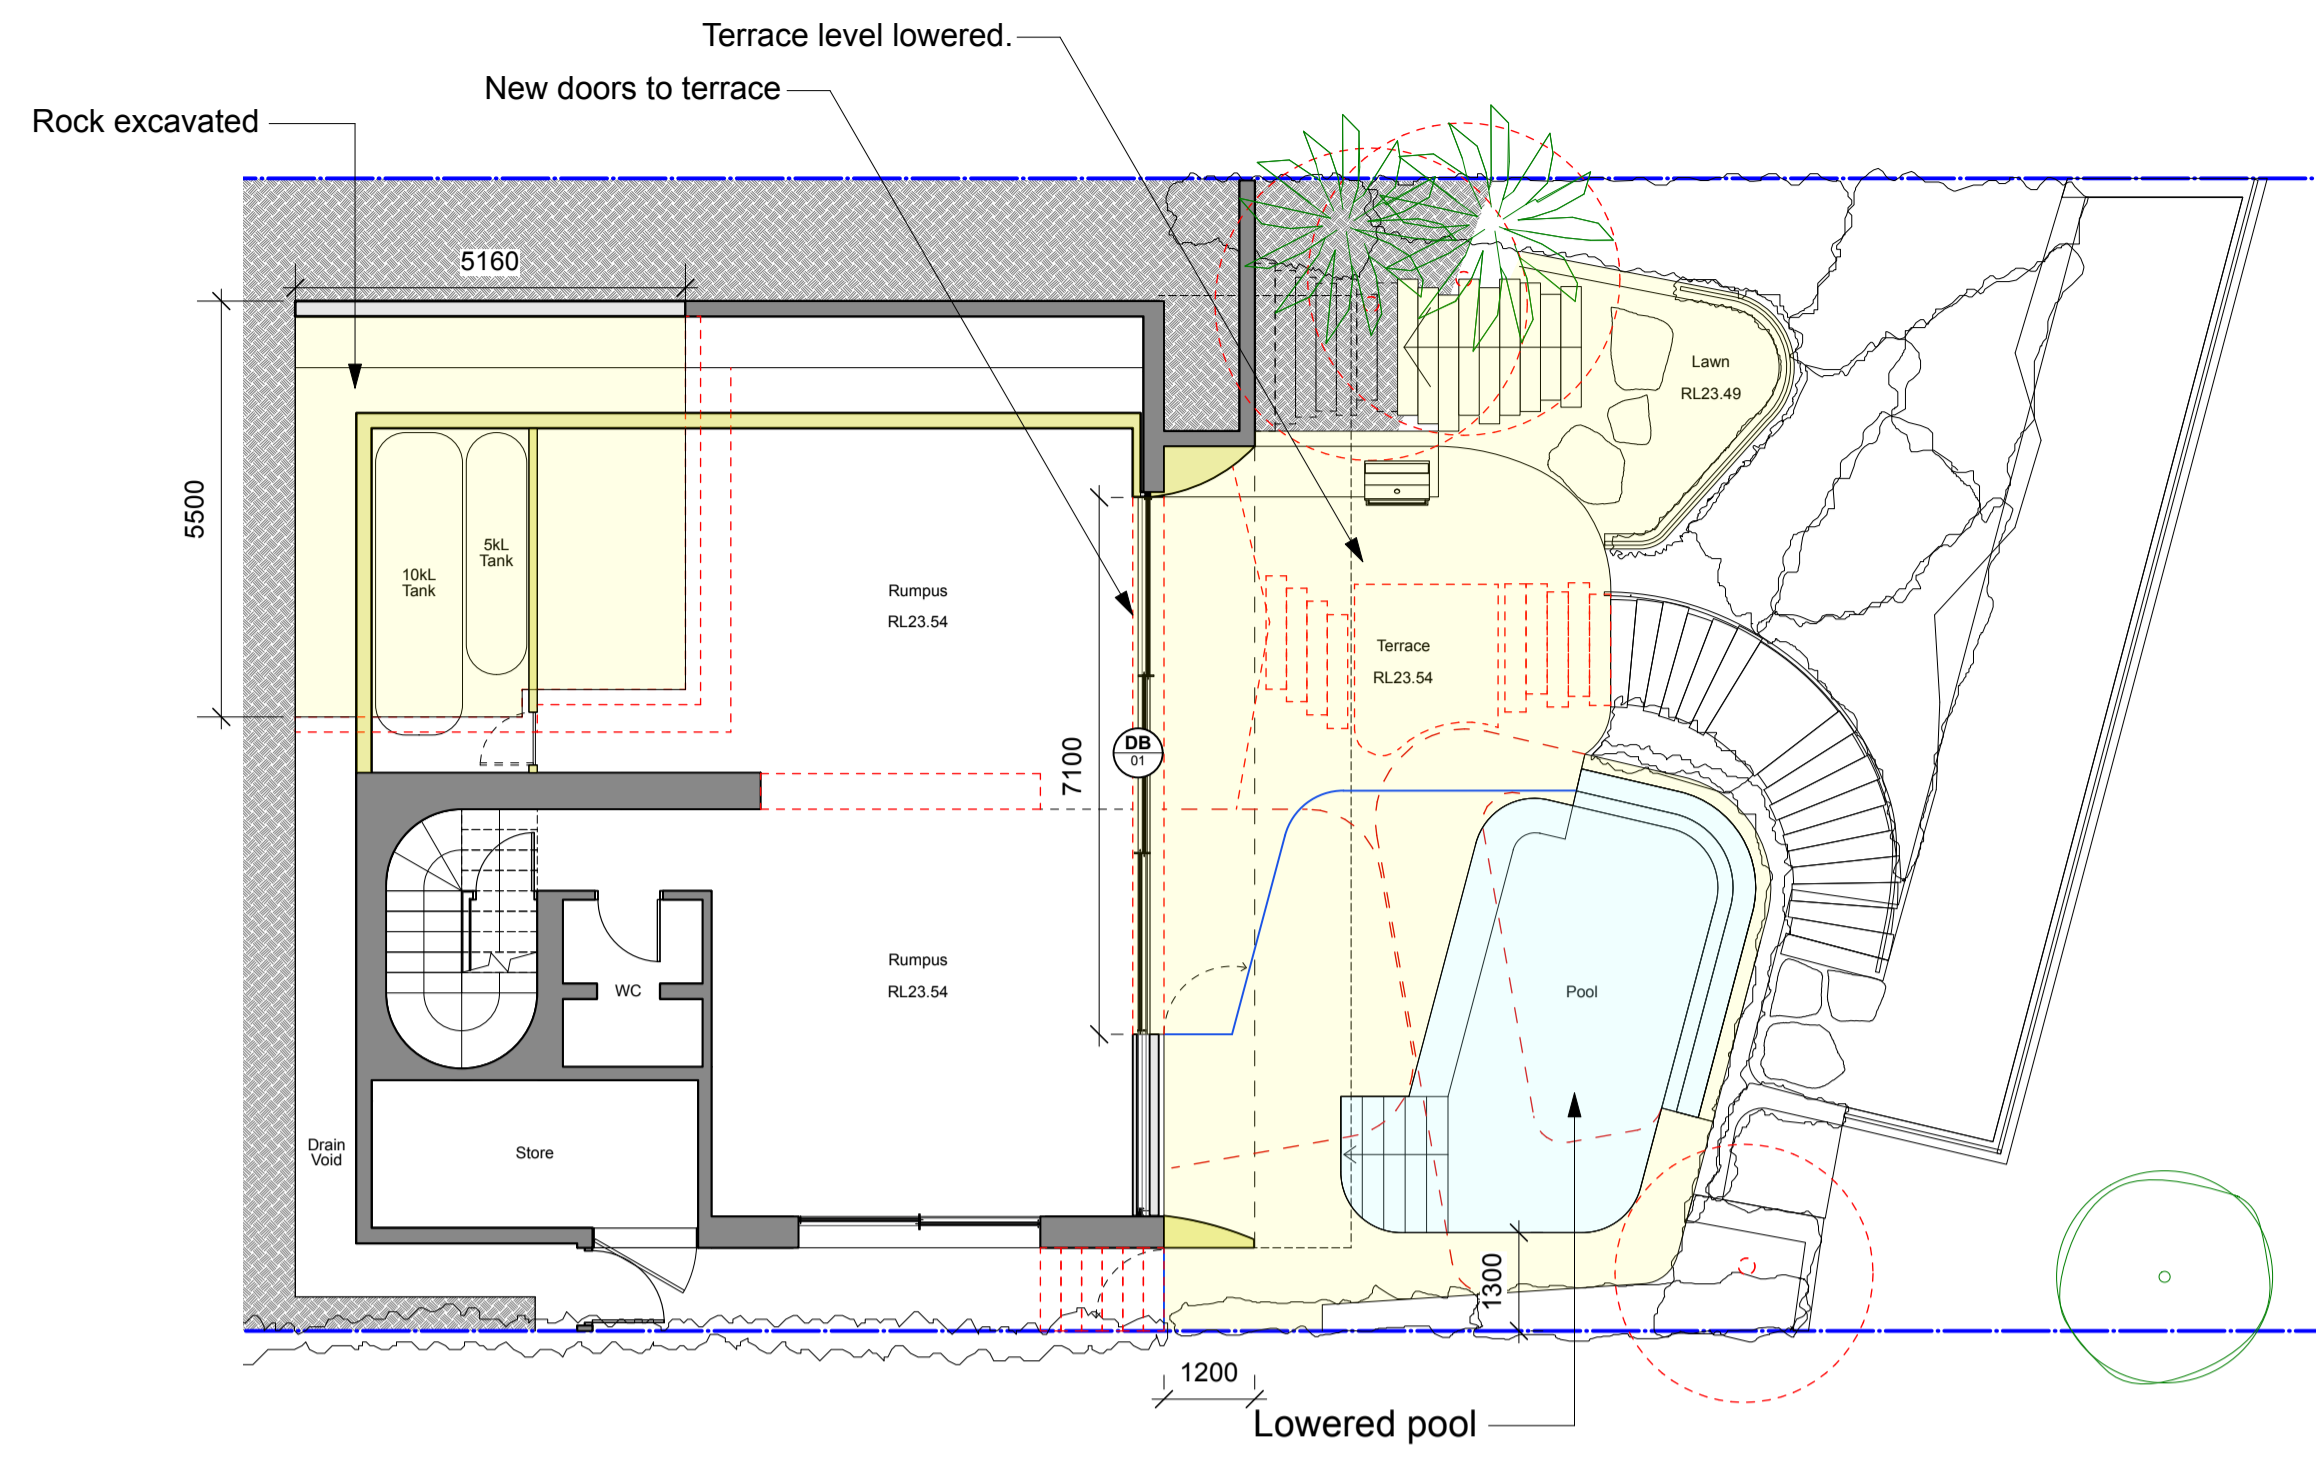 Terrace level lowered.
New doors to terrace
Rock excavated
5160
Lawn
RL23.49
5500
5kL
Tank
10kL
Tank
Rumpus
RL23.54
Terrace
RL23.54
7100
DB
01
Rumpus
RL23.54
WC
Pool
Drain
Void
Store
1300
1200
Lowered pool